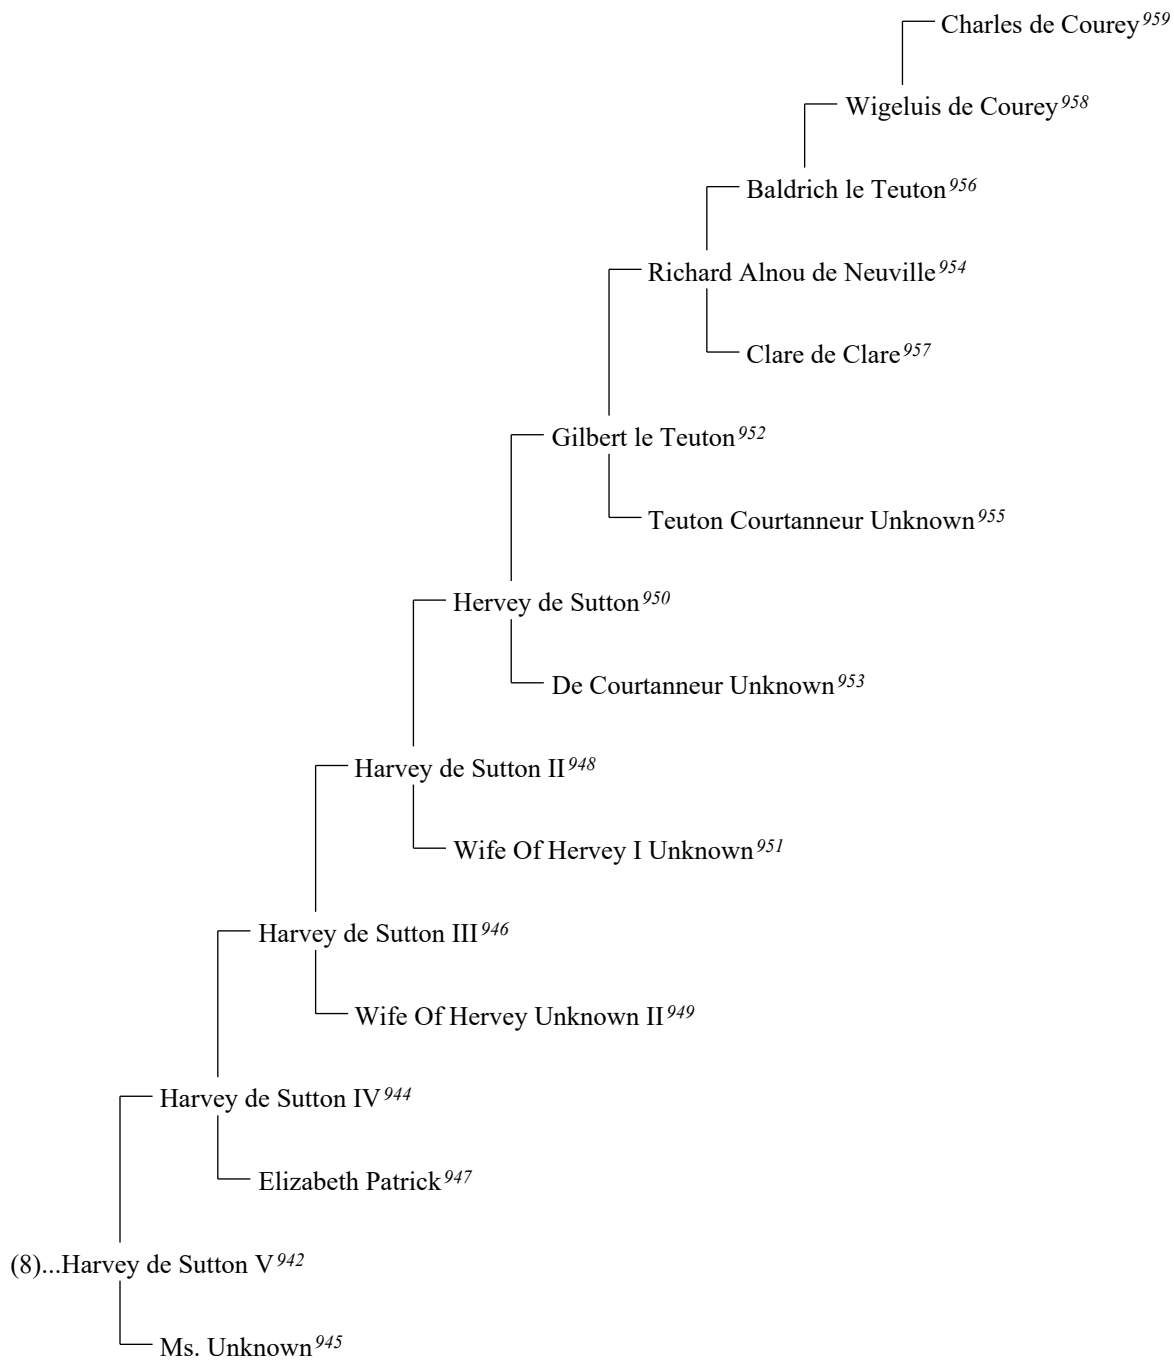 Charles de Courey959
Wigeluis de Courey958
Baldrich le Teuton956
Richard Alnou de Neuville954
Clare de Clare957
Gilbert le Teuton952
Teuton Courtanneur Unknown955
Hervey de Sutton950
De Courtanneur Unknown953
Harvey de Sutton II948
Wife Of Hervey I Unknown951
Harvey de Sutton III946
Wife Of Hervey Unknown II949
Harvey de Sutton IV944
Elizabeth Patrick947
(8)...Harvey de Sutton V942
Ms. Unknown945